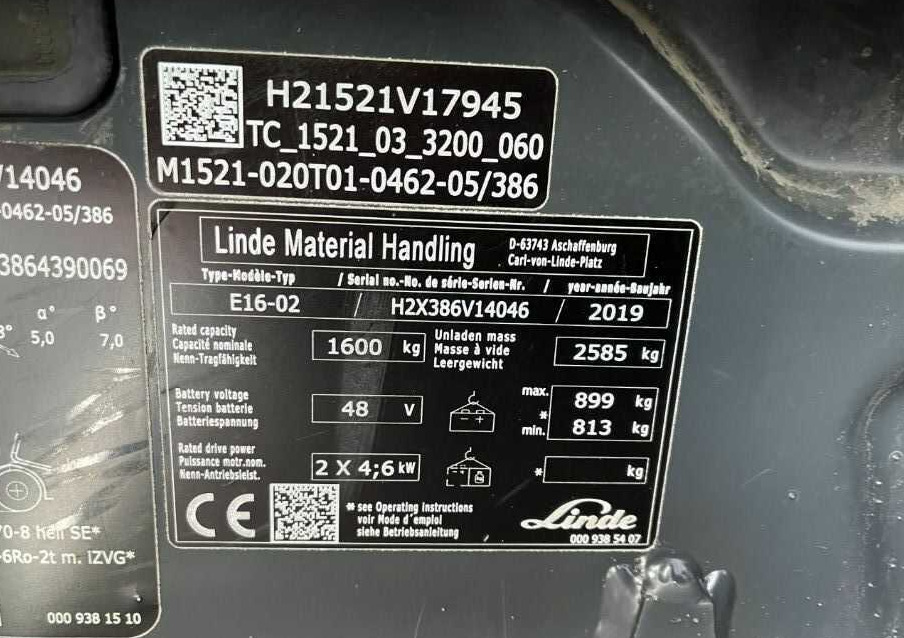 H21521V17945
TC_1521_03_3200_060
M1521-020T01-0462-05/386
Linde Material Handling
D-63743 Aschaffenburg
Carl-von-Linde-Platz
Type-Modèle-Typ / Serial no.-No. de série-Serien-Nr. / year-année-Baujahr
E16-02 / H2X386V14046 / 2019
Rated capacity
Capacité nominale
Nenn-Tragfähigkeit
1600 kg
Unladen mass
Masse à vide
Leergewicht
2585 kg
Battery voltage
Tension batterie
Batteriespannung
48 V
- +
max. 899 kg
*
min. 813 kg
Rated drive power
Puissance motr.nom.
Nenn-Antriebsleist.
2 X 4;6 kW
* kg
CE
* see Operating instructions
voir Mode d'emploi
siehe Betriebsanleitung
Linde
000 938 54 07
V14046
-0462-05/386
3864390069
α° β°
5,0 7,0
70-8 hell SE*
-6Ro-2t m. IZVG*
000 938 15 10